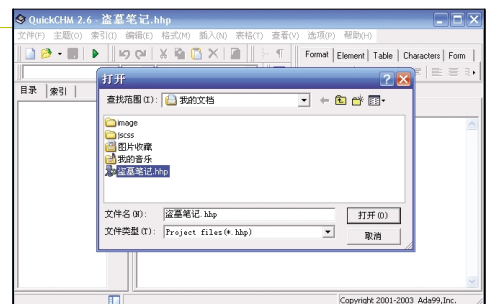 QuickCHM 2.6 - 盗墓笔记.hhp
文件(F) 主题(O) 索引(I) 编辑(E) 格式(M) 插入(N) 表格(T) 查看(V) 选项(P) 帮助(H)
Format Element Table Characters Form
打开
目录 索引
查找范围(I): 我的文档
image
jscss
图片收藏
我的音乐
盗墓笔记.hhp
文件名(N): 盗墓笔记.hhp 打开(O)
文件类型(T): Project files(*.hhp) 取消
Copyright 2001-2003 Ada99,Inc.